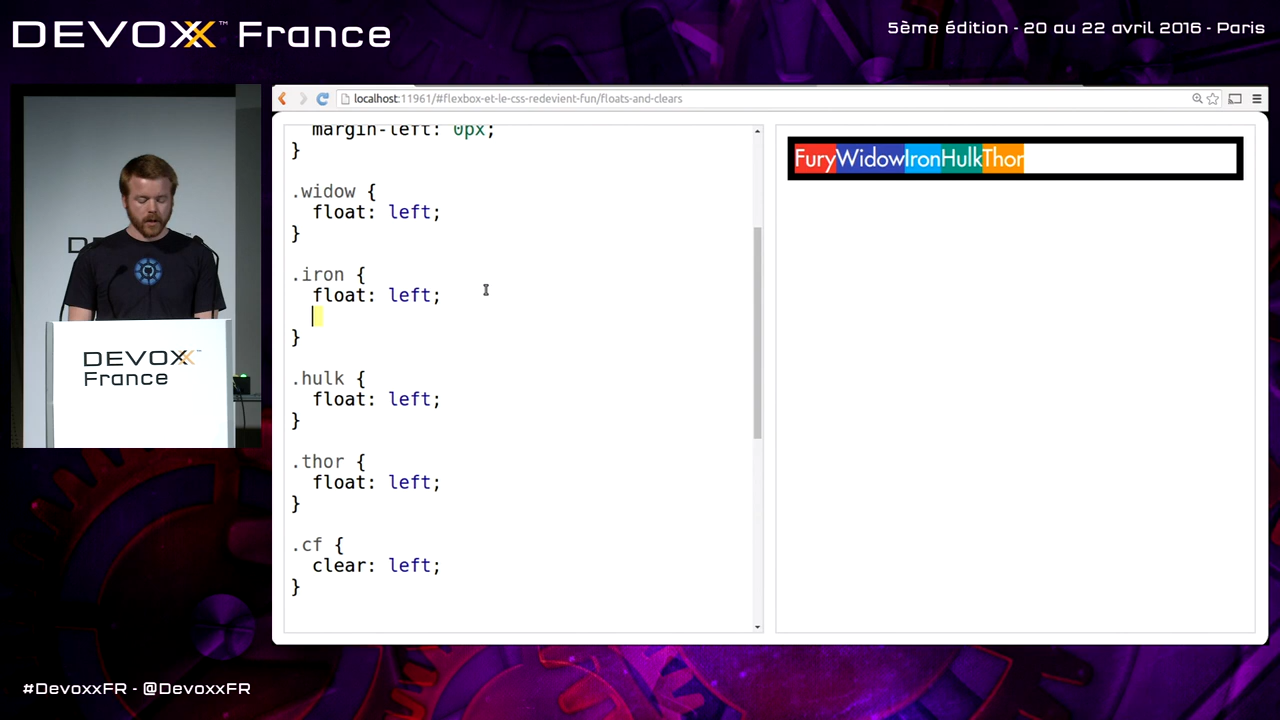 DEVOXX™ France
5ème édition - 20 au 22 avril 2016 - Paris
localhost:11961/#flexbox-et-le-css-redevient-fun/floats-and-clears
margin-left: 0px;
}
.widow {
float: left;
}
.iron {
float: left;
}
.hulk {
float: left;
}
.thor {
float: left;
}
.cf {
clear: left;
}
FuryWidowIronHulkThor
DEVOXX™
France
#DevoxxFR - @DevoxxFR